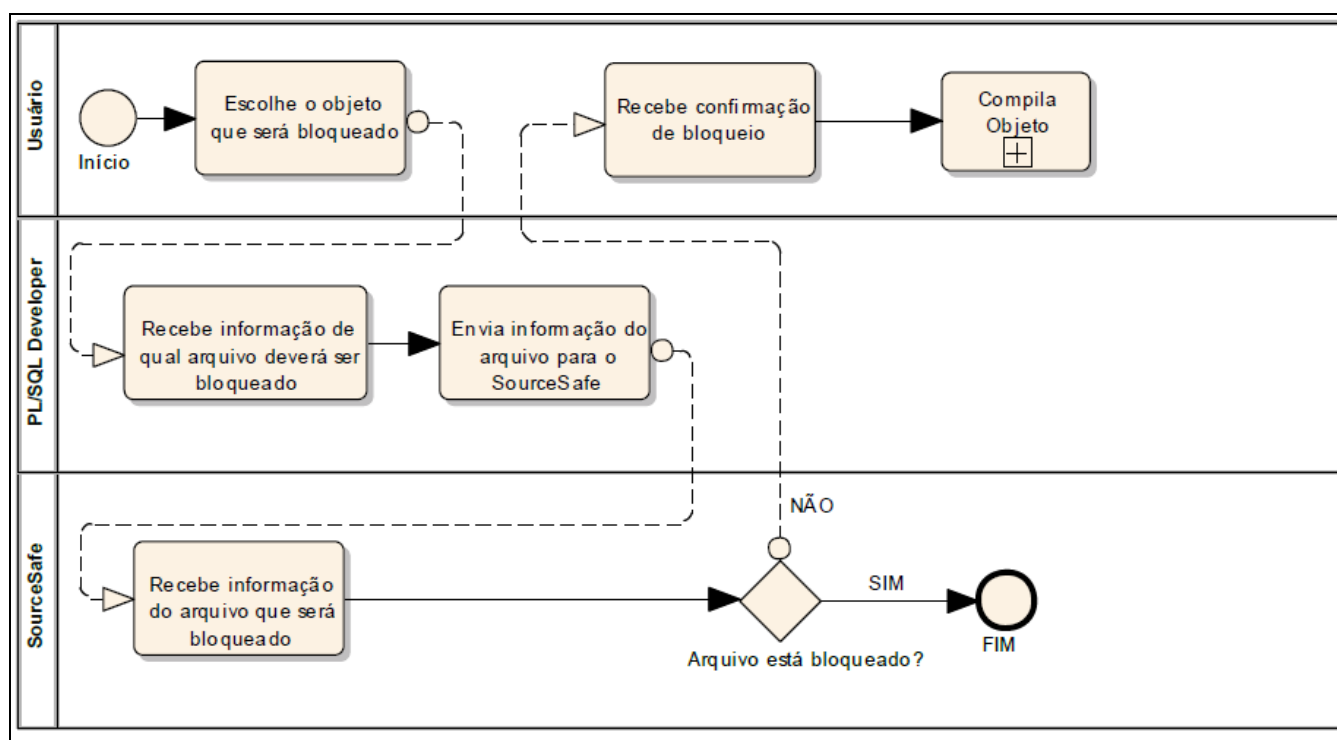 Usuário
Início
Escolhe o objeto
que será bloqueado
Recebe confirmação
de bloqueio
Compila
Objeto
PL/SQL Developer
Recebe informação de
qual arquivo deverá ser
bloqueado
Envia informação do
arquivo para o
SourceSafe
SourceSafe
Recebe informação
do arquivo que será
bloqueado
NÃO
Arquivo está bloqueado?
SIM
FIM